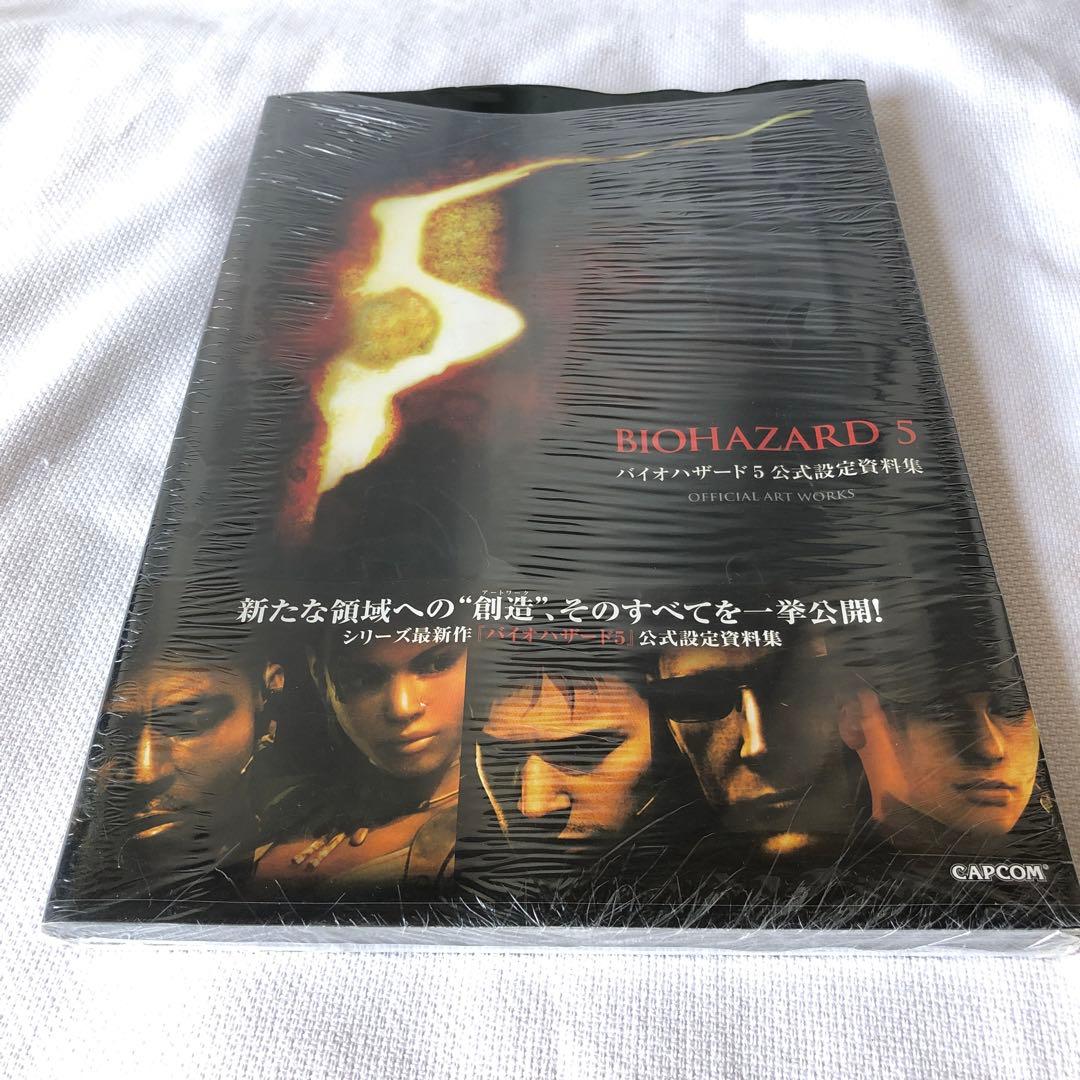 BIOHAZARD 5
バイオハザード5 公式設定資料集
OFFICIAL ART WORKS
アートワーク
新たな領域への“創造”、そのすべてを一挙公開!
シリーズ最新作『バイオハザード5』公式設定資料集
CAPCOM®